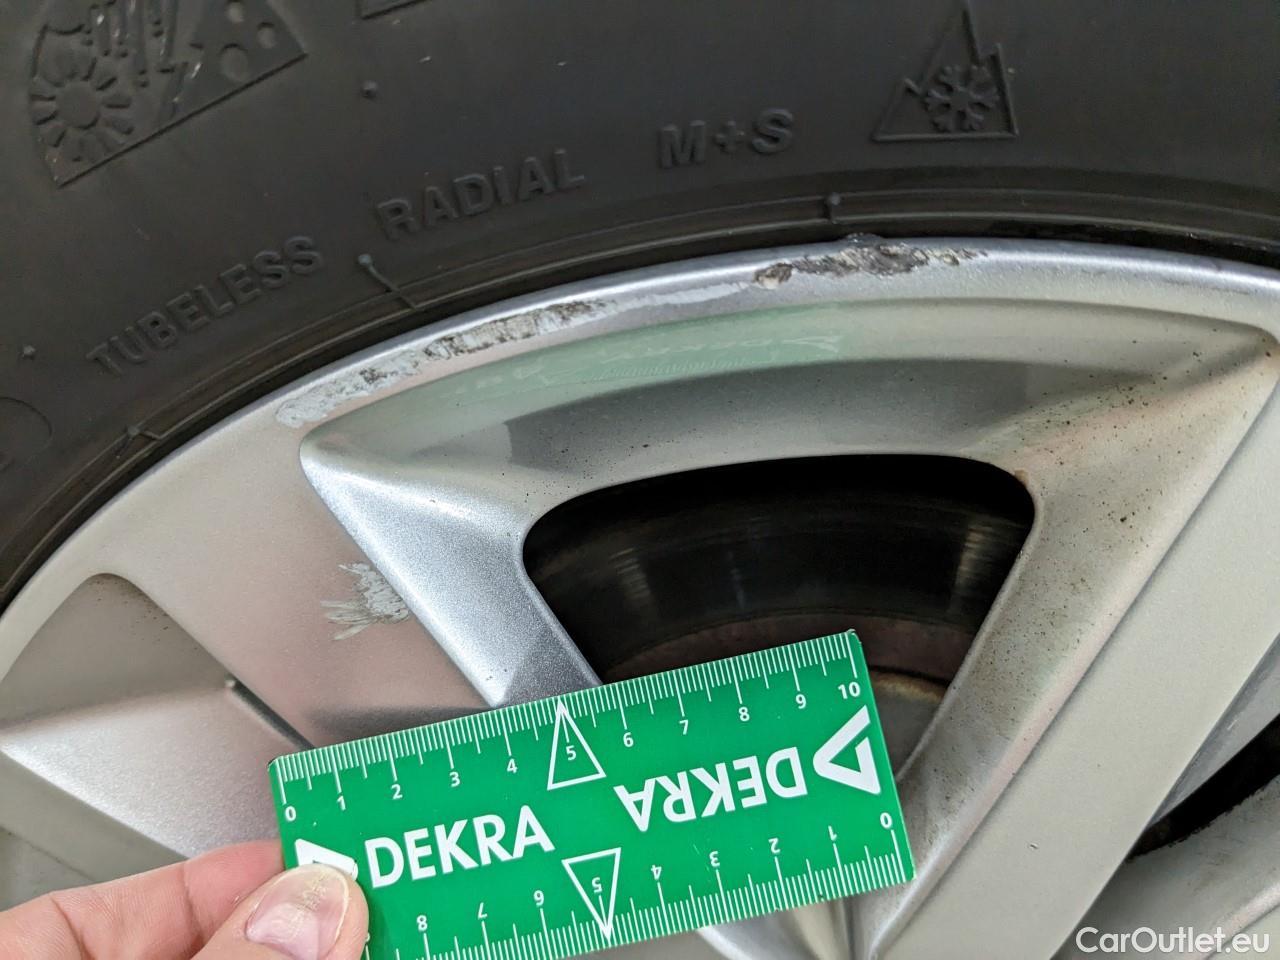 TUBELESS RADIAL M+S
0 1 2 3 4 5 6 7 8 9 10
DEKRA
DEKRA
8 7 6 5 4 3 2 1 0
CarOutlet.eu